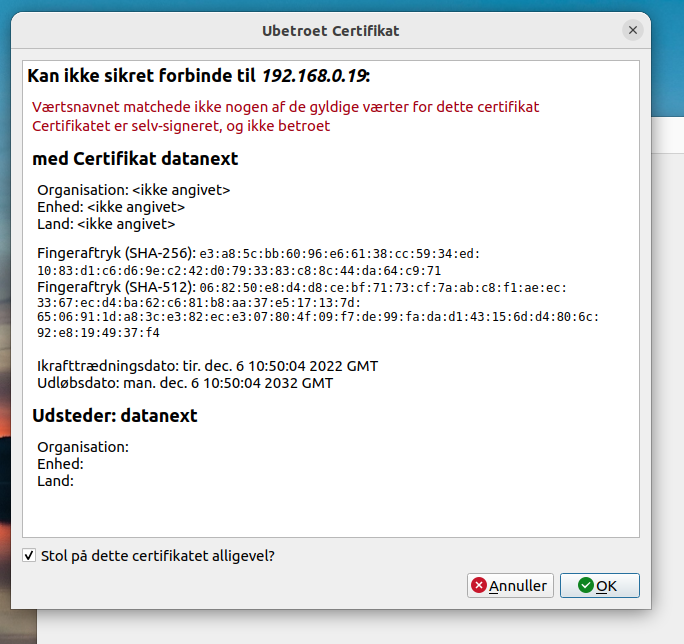 Ubetroet Certifikat
Kan ikke sikret forbinde til 192.168.0.19:
Værtsnavnet matchede ikke nogen af de gyldige værter for dette certifikat
Certifikatet er selv-signeret, og ikke betroet
med Certifikat datanext
Organisation: <ikke angivet>
Enhed: <ikke angivet>
Land: <ikke angivet>
Fingeraftryk (SHA-256): e3:a8:5c:bb:60:96:e6:61:38:cc:59:34:ed:
10:83:d1:c6:d6:9e:c2:42:d0:79:33:83:c8:8c:44:da:64:c9:71
Fingeraftryk (SHA-512): 06:82:50:e8:d4:d8:ce:bf:71:73:cf:7a:ab:c8:f1:ae:ec:
33:67:ec:d4:ba:62:c6:81:b8:aa:37:e5:17:13:7d:
65:06:91:1d:a8:3c:e3:82:ec:e3:07:80:4f:09:f7:de:99:fa:da:d1:43:15:6d:d4:80:6c:
92:e8:19:49:37:f4
Ikrafttrædningsdato: tir. dec. 6 10:50:04 2022 GMT
Udløbsdato: man. dec. 6 10:50:04 2032 GMT
Udsteder: datanext
Organisation:
Enhed:
Land:
Stol på dette certifikatet alligevel?
Annuller
OK